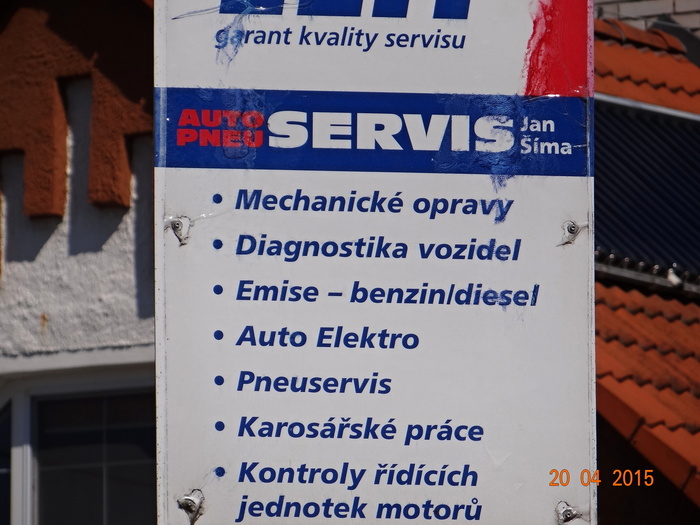 garant kvality servisu
AUTO
PNEU
SERVIS
Jan
Šíma
• Mechanické opravy
• Diagnostika vozidel
• Emise – benzin/diesel
• Auto Elektro
• Pneuservis
• Karosářské práce
• Kontroly řídících
jednotek motorů
20 04 2015